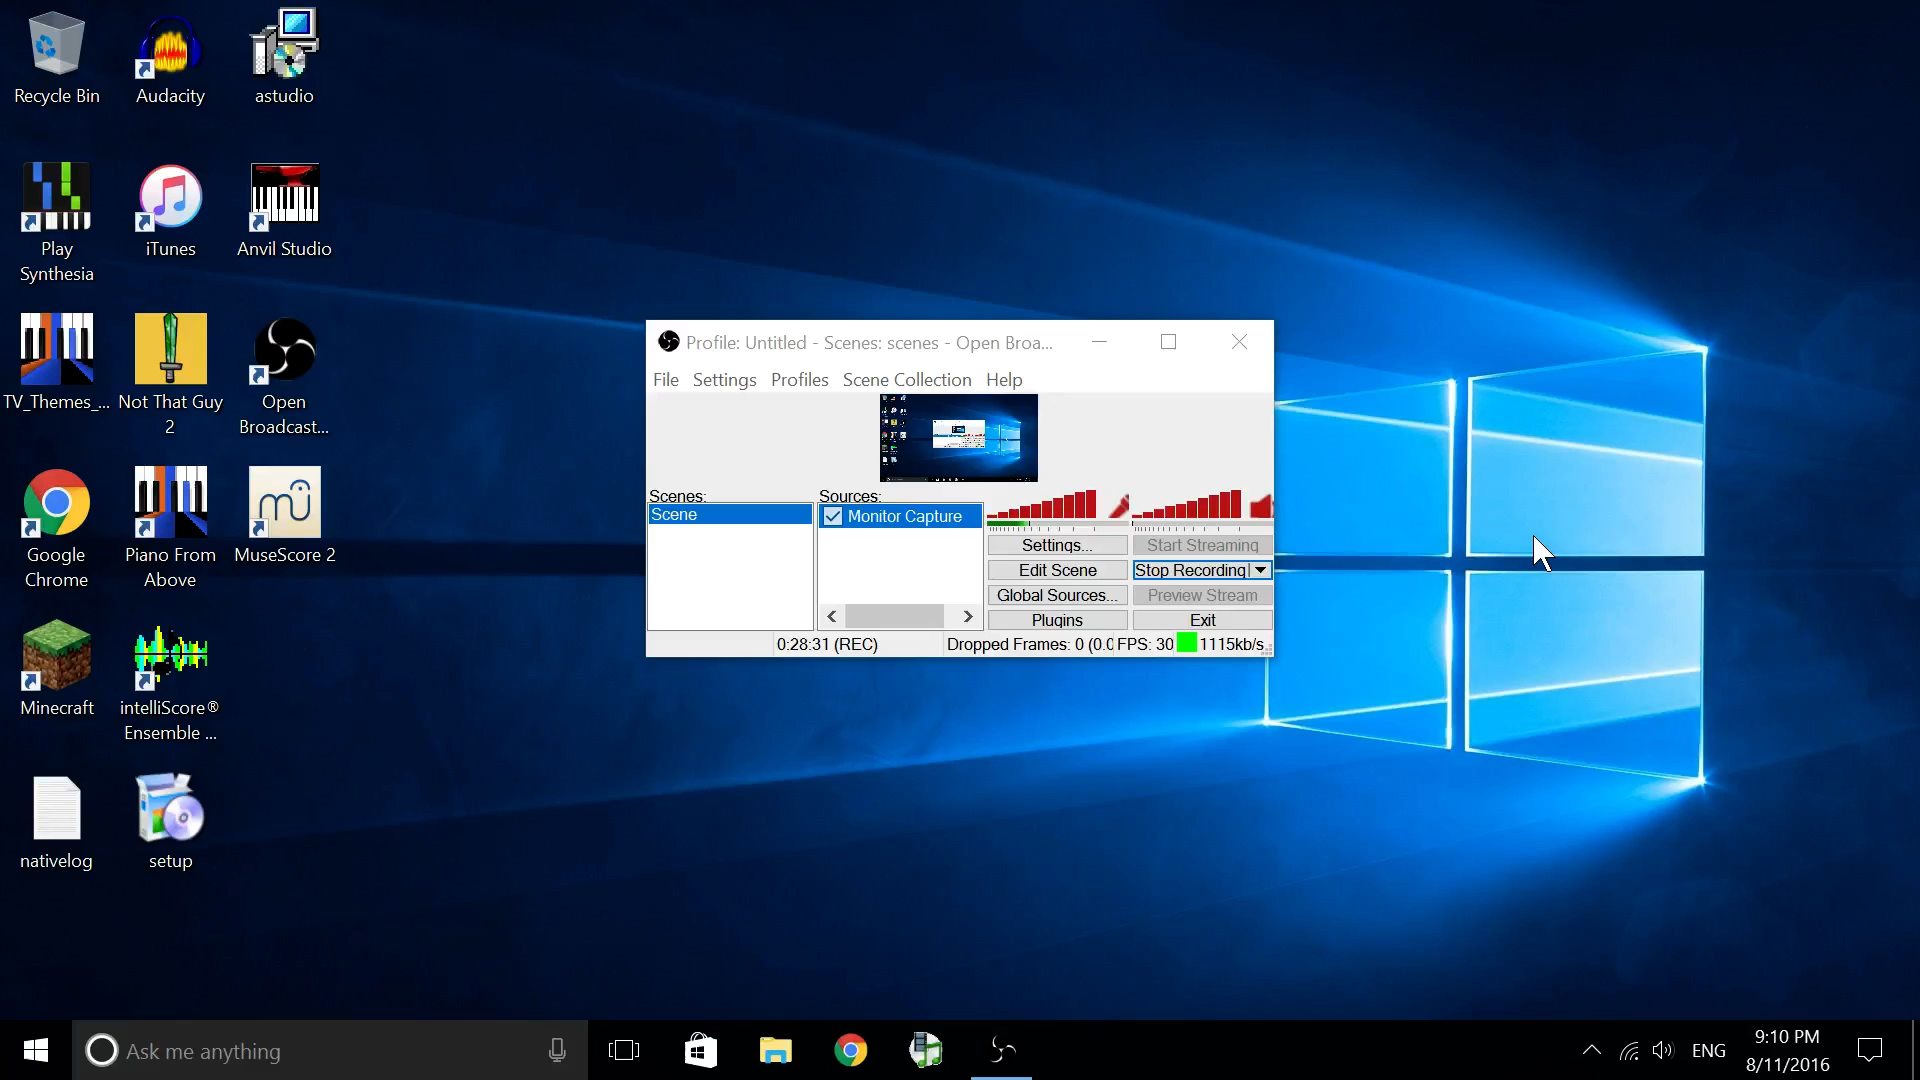 Recycle Bin
Audacity
astudio
Play
Synthesia
iTunes
Anvil Studio
TV_Themes_...
Not That Guy
2
Open
Broadcast...
Google
Chrome
Piano From
Above
MuseScore 2
Minecraft
intelliScore®
Ensemble ...
nativelog
setup
Profile: Untitled - Scenes: scenes - Open Broa...
File Settings Profiles Scene Collection Help
Scenes:
Scene
Sources:
Monitor Capture
Settings...
Start Streaming
Edit Scene
Stop Recording
Global Sources...
Preview Stream
Plugins
Exit
0:28:31 (REC)
Dropped Frames: 0 (0.0
FPS: 30
1115kb/s
Ask me anything
ENG
9:10 PM
8/11/2016